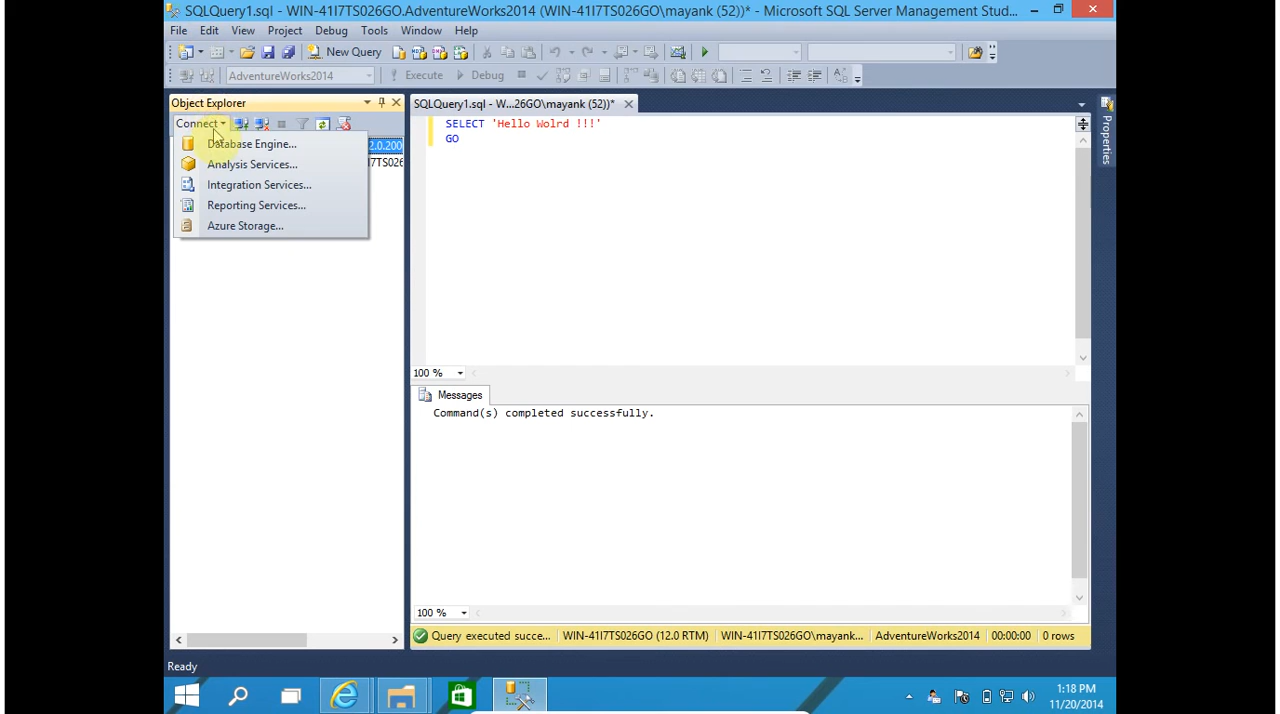 SQLQuery1.sql - WIN-41I7TS026GO.AdventureWorks2014 (WIN-41I7TS026GO\mayank (52))* - Microsoft SQL Server Management Stud...
File Edit View Project Debug Tools Window Help
New Query
AdventureWorks2014 Execute Debug
Object Explorer
SQLQuery1.sql - W...26GO\mayank (52))*
Connect
Database Engine...
2.0.200
Analysis Services...
I7TS026
Integration Services...
Reporting Services...
Azure Storage...
SELECT 'Hello Wolrd !!!'
GO
Properties
100 %
Messages
Command(s) completed successfully.
100 %
Query executed succe... WIN-41I7TS026GO (12.0 RTM) WIN-41I7TS026GO\mayank... AdventureWorks2014 00:00:00 0 rows
Ready
1:18 PM
11/20/2014